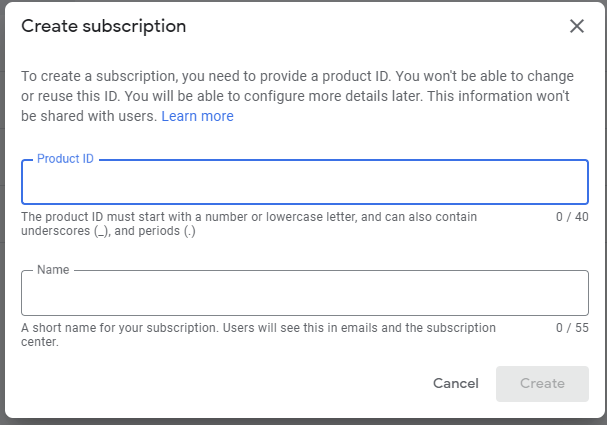 Create subscription
To create a subscription, you need to provide a product ID. You won't be able to change
or reuse this ID. You will be able to configure more details later. This information won't
be shared with users. Learn more
Product ID
The product ID must start with a number or lowercase letter, and can also contain
underscores (_), and periods (.)
0 / 40
Name
A short name for your subscription. Users will see this in emails and the subscription
center.
0 / 55
Cancel
Create